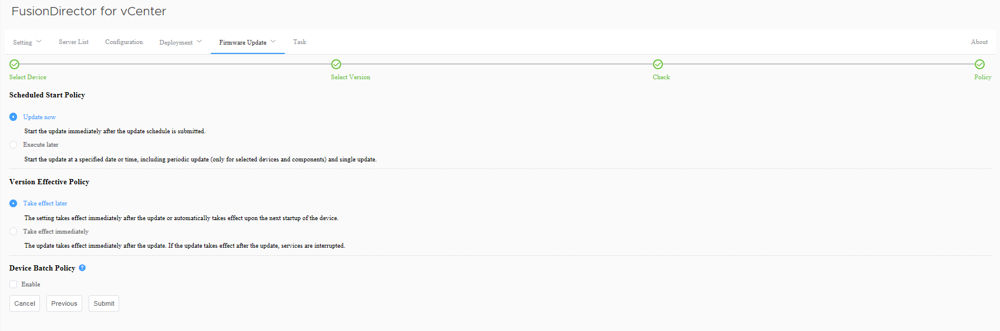 FusionDirector for vCenter
Setting Server List Configuration Deployment Firmware Update Task About
Select Device Select Version Check Policy
Scheduled Start Policy
Update now
Start the update immediately after the update schedule is submitted.
Execute later
Start the update at a specified date or time, including periodic update (only for selected devices and components) and single update.
Version Effective Policy
Take effect later
The setting takes effect immediately after the update or automatically takes effect upon the next startup of the device.
Take effect immediately
The update takes effect immediately after the update. If the update takes effect after the update, services are interrupted.
Device Batch Policy ?
Enable
Cancel Previous Submit